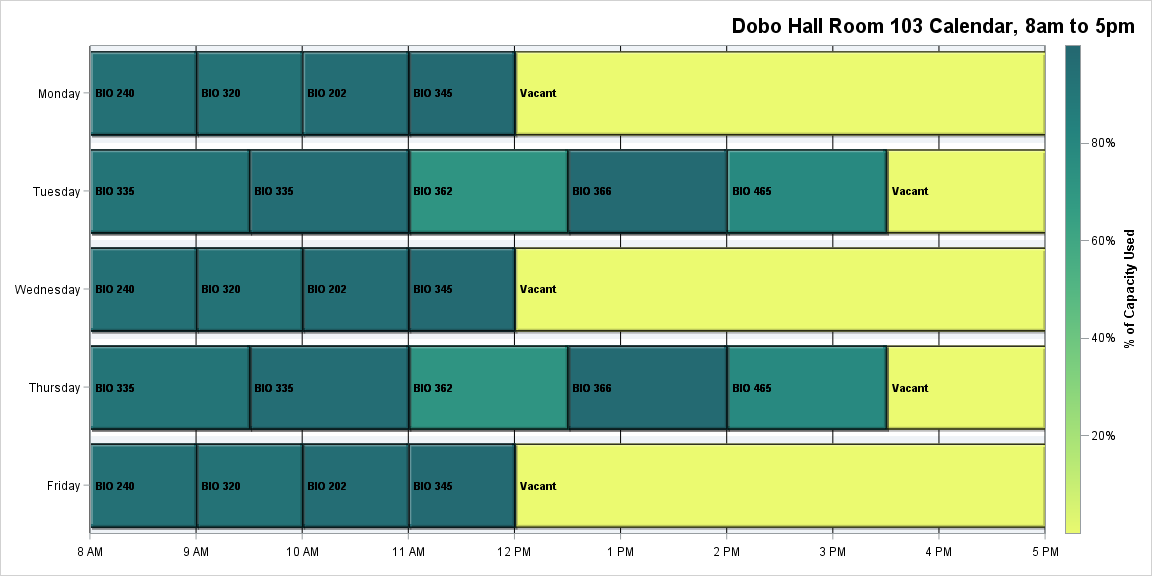 Dobo Hall Room 103 Calendar, 8am to 5pm
Monday BIO 240 BIO 320 BIO 202 BIO 345 Vacant
Tuesday BIO 335 BIO 335 BIO 362 BIO 366 BIO 465 Vacant
Wednesday BIO 240 BIO 320 BIO 202 BIO 345 Vacant
Thursday BIO 335 BIO 335 BIO 362 BIO 366 BIO 465 Vacant
Friday BIO 240 BIO 320 BIO 202 BIO 345 Vacant
8 AM 9 AM 10 AM 11 AM 12 PM 1 PM 2 PM 3 PM 4 PM 5 PM
80%
60%
40%
20%
% of Capacity Used